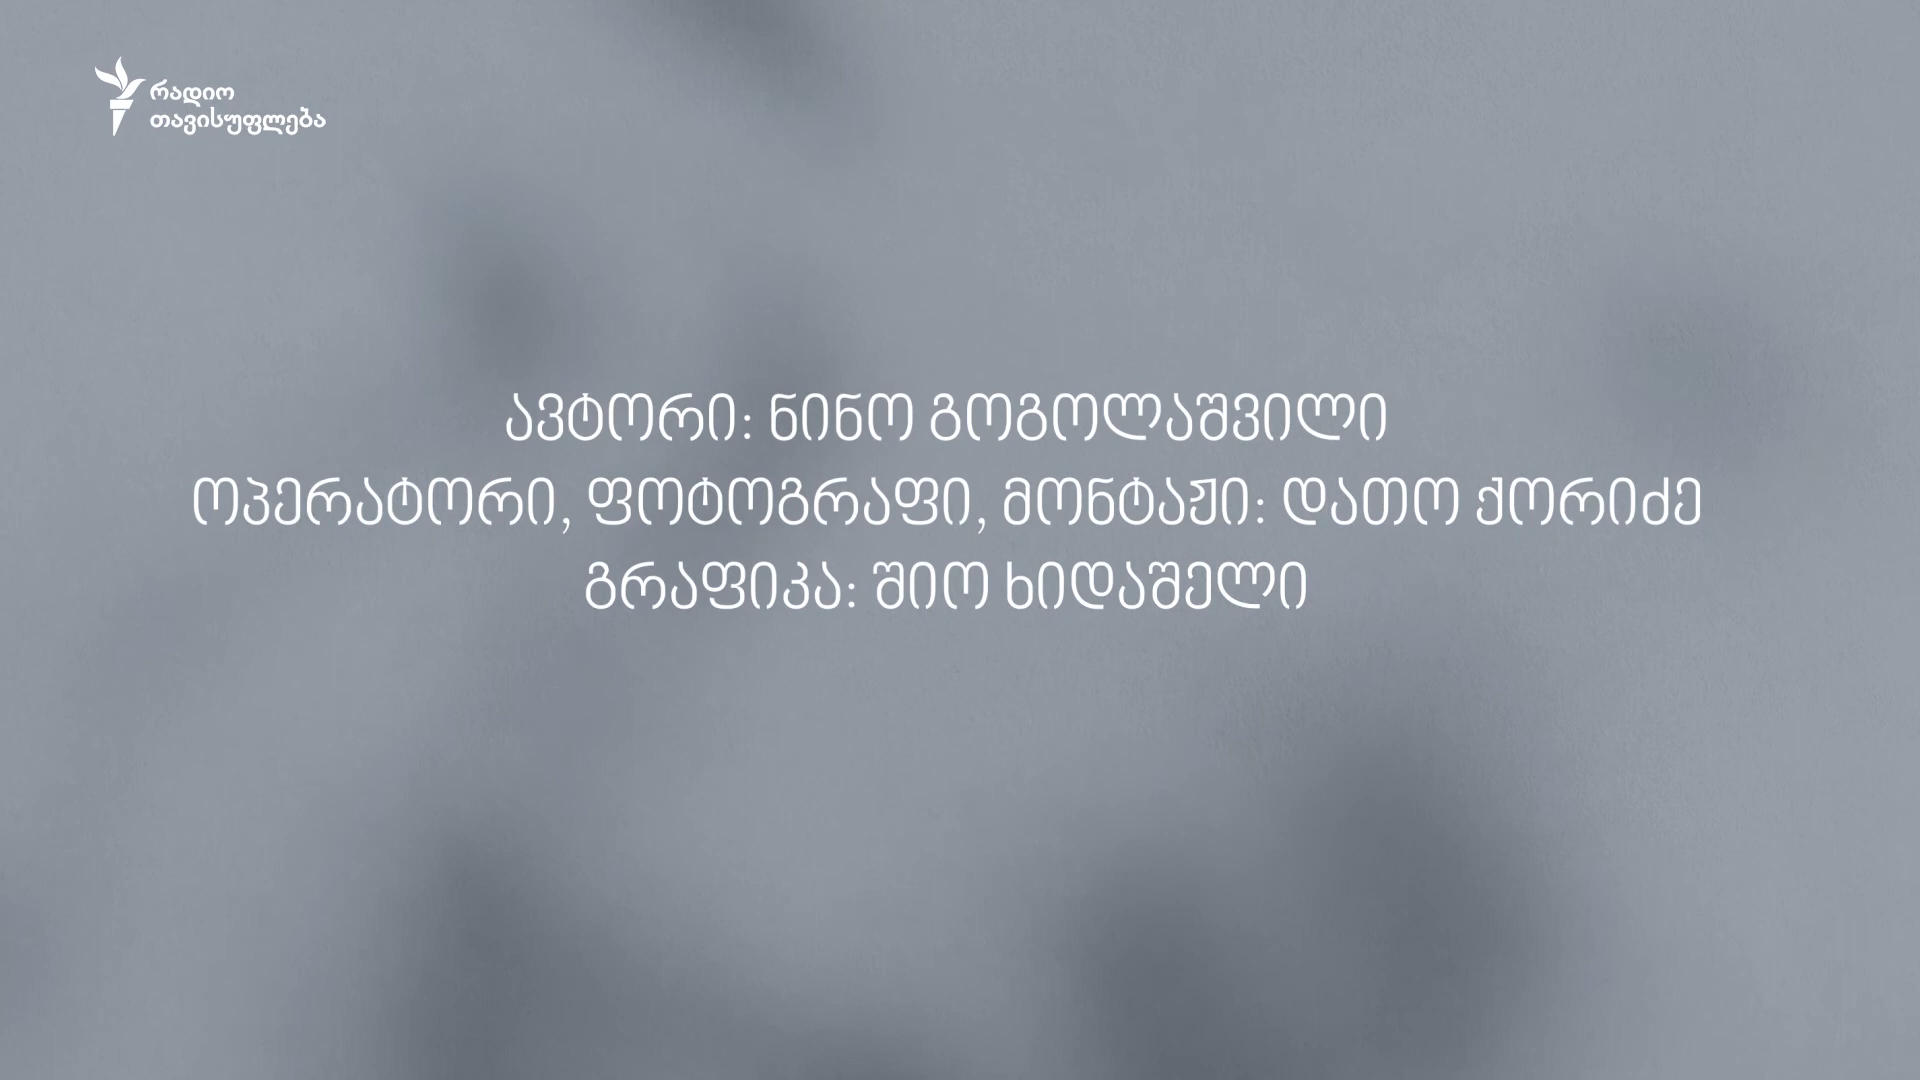 რადიო
თავისუფლება
ავტორი: ნინო გოგოლაშვილი
ოპერატორი, ფოტოგრაფი, მონტაჟი: დათო ქორიძე
გრაფიკა: შიო ხიდაშელი